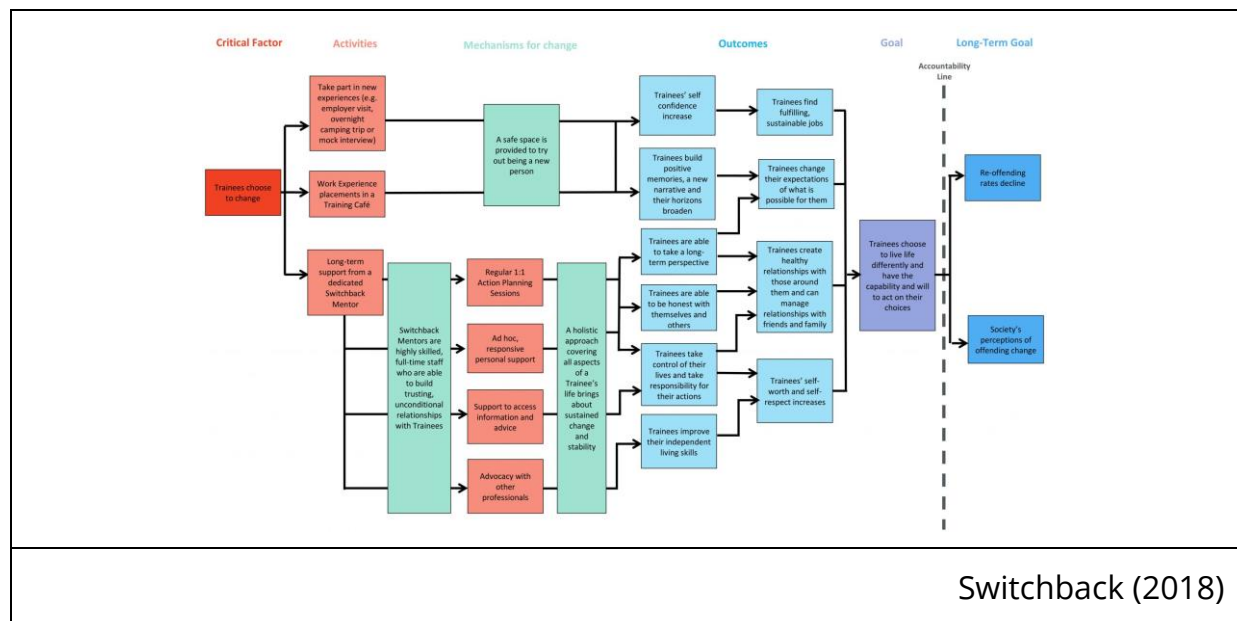 Critical Factor
Activities
Mechanisms for change
Outcomes
Goal
Long-Term Goal
Accountability
Line
Trainees choose
to change
Take part in new
experiences (e.g.
employer visit,
overnight
camping trip or
mock interview)
Work Experience
placements in a
Training Café
Long-term
support from a
dedicated
Switchback
Mentor
A safe space is
provided to try
out being a new
person
Switchback
Mentors are
highly skilled,
full-time staff
who are able
to build
trusting,
unconditional
relationships
with Trainees
Regular 1:1
Action Planning
Sessions
Ad hoc,
responsive
personal support
Support to access
information and
advice
Advocacy with
other
professionals
A holistic
approach
covering
all aspects
of a
Trainee's
life brings
about
sustained
change
and
stability
Trainees' self
confidence
increase
Trainees build
positive
memories, a new
narrative and
their horizons
broaden
Trainees are able
to take a long-
term perspective
Trainees are able
to be honest with
themselves and
others
Trainees take
control of their
lives and take
responsibility for
their actions
Trainees improve
their independent
living skills
Trainees find
fulfilling,
sustainable jobs
Trainees change
their expectations
of what is
possible for them
Trainees create
healthy
relationships with
those around
them and can
manage
relationships with
friends and family
Trainees' self-
worth and self-
respect increases
Trainees choose
to live life
differently and
have the
capability and will
to act on their
choices
Re-offending
rates decline
Society's
perceptions of
offending change
Switchback (2018)